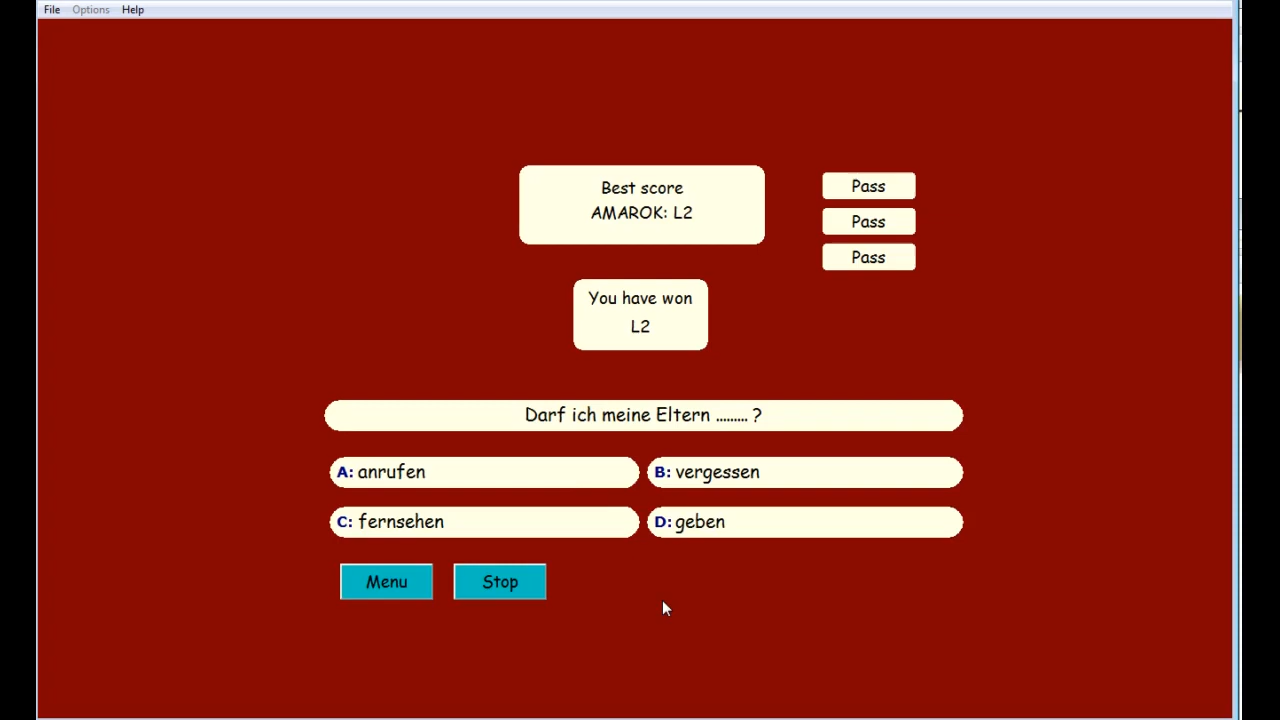 File Options Help
Best score
AMAROK: L2
Pass
Pass
Pass
You have won
L2
Darf ich meine Eltern ......... ?
A: anrufen
B: vergessen
C: fernsehen
D: geben
Menu
Stop